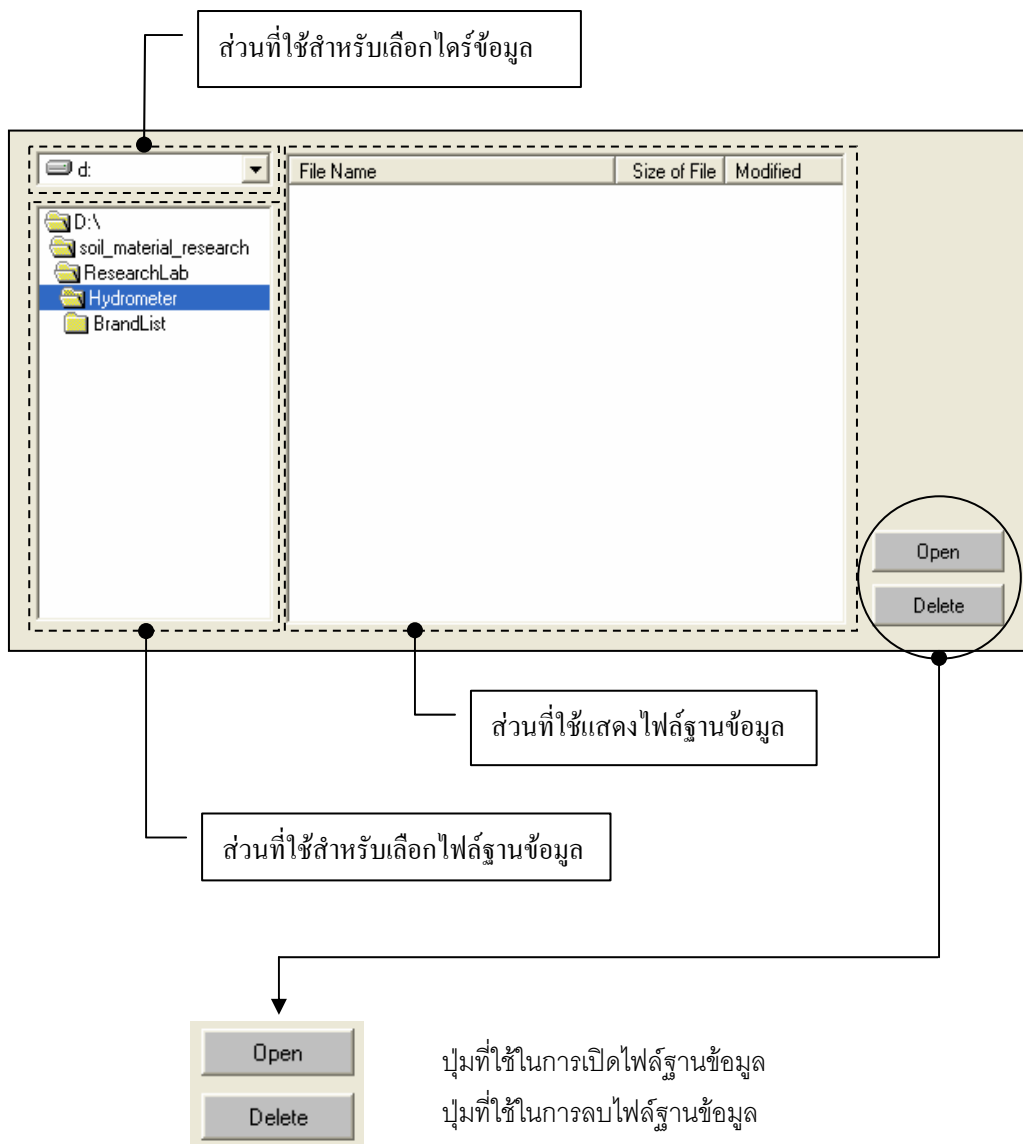 ส่วนที่ใช้สำหรับเลือกไดร์ข้อมูล
d:
File Name Size of File Modified
D:\
soil_material_research
ResearchLab
Hydrometer
BrandList
Open
Delete
ส่วนที่ใช้แสดงไฟล์ฐานข้อมูล
ส่วนที่ใช้สำหรับเลือกไฟล์ฐานข้อมูล
Open ปุ่มที่ใช้ในการเปิดไฟล์ฐานข้อมูล
Delete ปุ่มที่ใช้ในการลบไฟล์ฐานข้อมูล